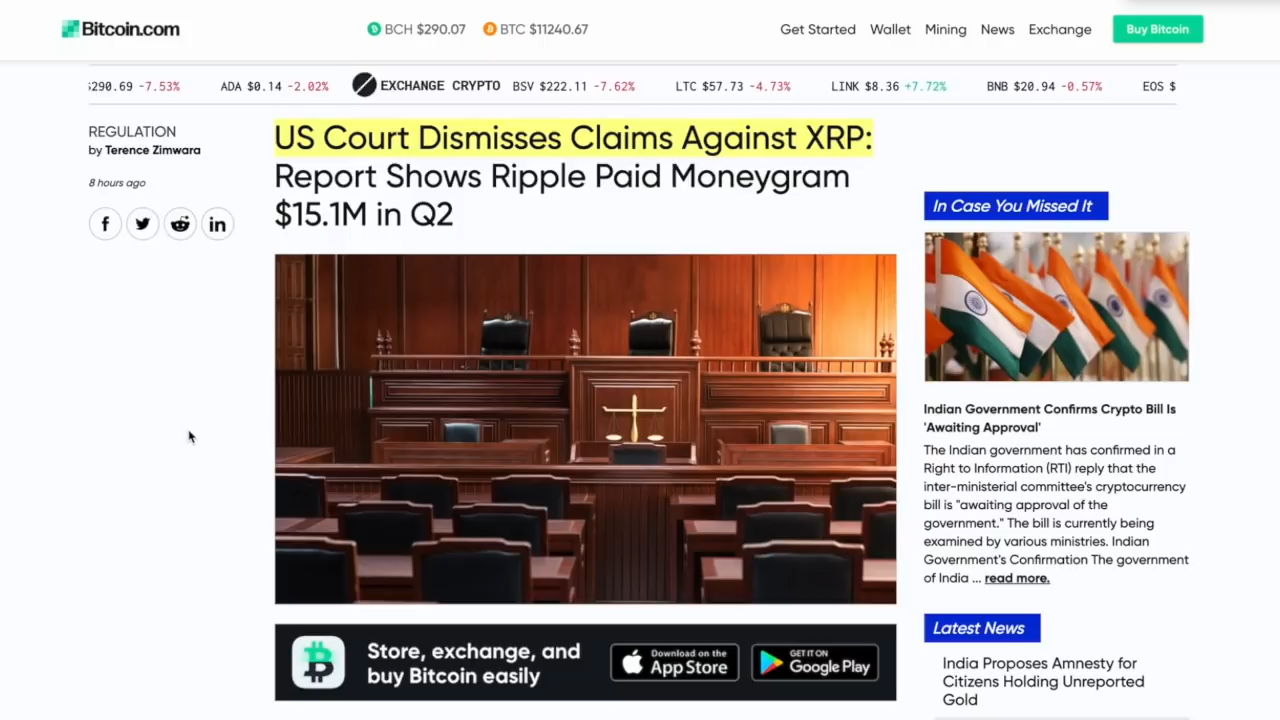 Bitcoin.com
BCH $290.07
BTC $11240.67
Get Started
Wallet
Mining
News
Exchange
Buy Bitcoin
290.69 -7.53%
ADA $0.14 -2.02%
EXCHANGE CRYPTO
BSV $222.11 -7.62%
LTC $57.73 -4.73%
LINK $8.36 +7.72%
BNB $20.94 -0.57%
EOS $
REGULATION
by Terence Zimwara
8 hours ago
US Court Dismisses Claims Against XRP:
Report Shows Ripple Paid Moneygram
$15.1M in Q2
Store, exchange, and
buy Bitcoin easily
Download on the
App Store
GET IT ON
Google Play
In Case You Missed It
Indian Government Confirms Crypto Bill Is
'Awaiting Approval'
The Indian government has confirmed in a
Right to Information (RTI) reply that the
inter-ministerial committee's cryptocurrency
bill is "awaiting approval of the
government." The bill is currently being
examined by various ministries. Indian
Government's Confirmation The government
of India ... read more.
Latest News
India Proposes Amnesty for
Citizens Holding Unreported
Gold